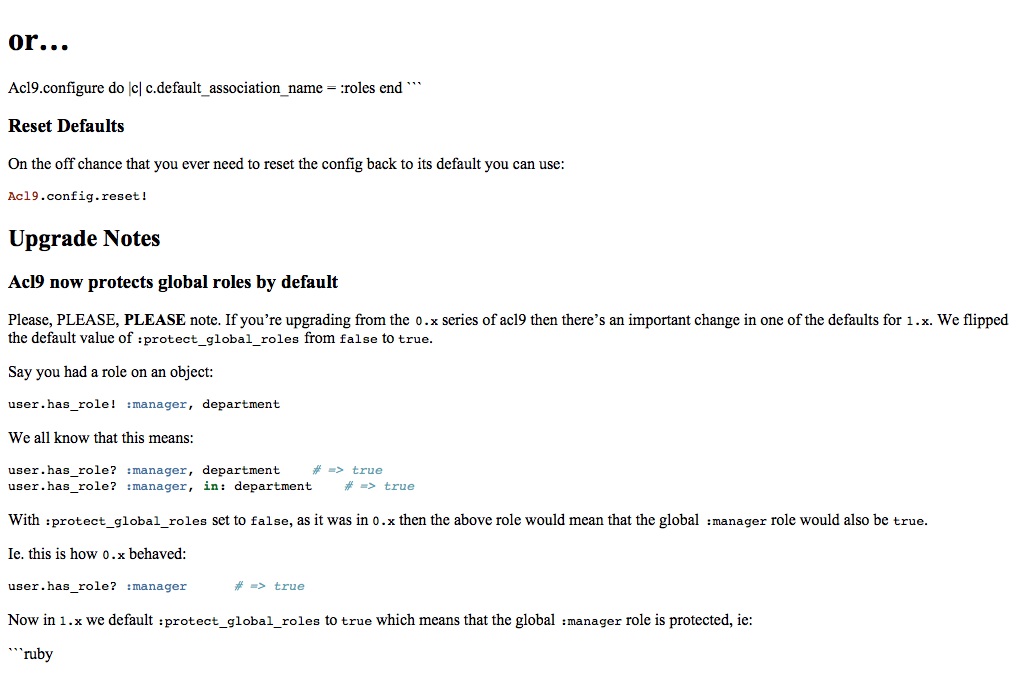 or…
Acl9.configure do |c| c.default_association_name = :roles end ```
Reset Defaults
On the off chance that you ever need to reset the config back to its default you can use:
Acl9.config.reset!
Upgrade Notes
Acl9 now protects global roles by default
Please, PLEASE, PLEASE note. If you’re upgrading from the 0.x series of acl9 then there’s an important change in one of the defaults for 1.x. We flipped
the default value of :protect_global_roles from false to true.
Say you had a role on an object:
user.has_role! :manager, department
We all know that this means:
user.has_role? :manager, department    # => true
user.has_role? :manager, in: department    # => true
With :protect_global_roles set to false, as it was in 0.x then the above role would mean that the global :manager role would also be true.
Ie. this is how 0.x behaved:
user.has_role? :manager      # => true
Now in 1.x we default :protect_global_roles to true which means that the global :manager role is protected, ie:
```ruby